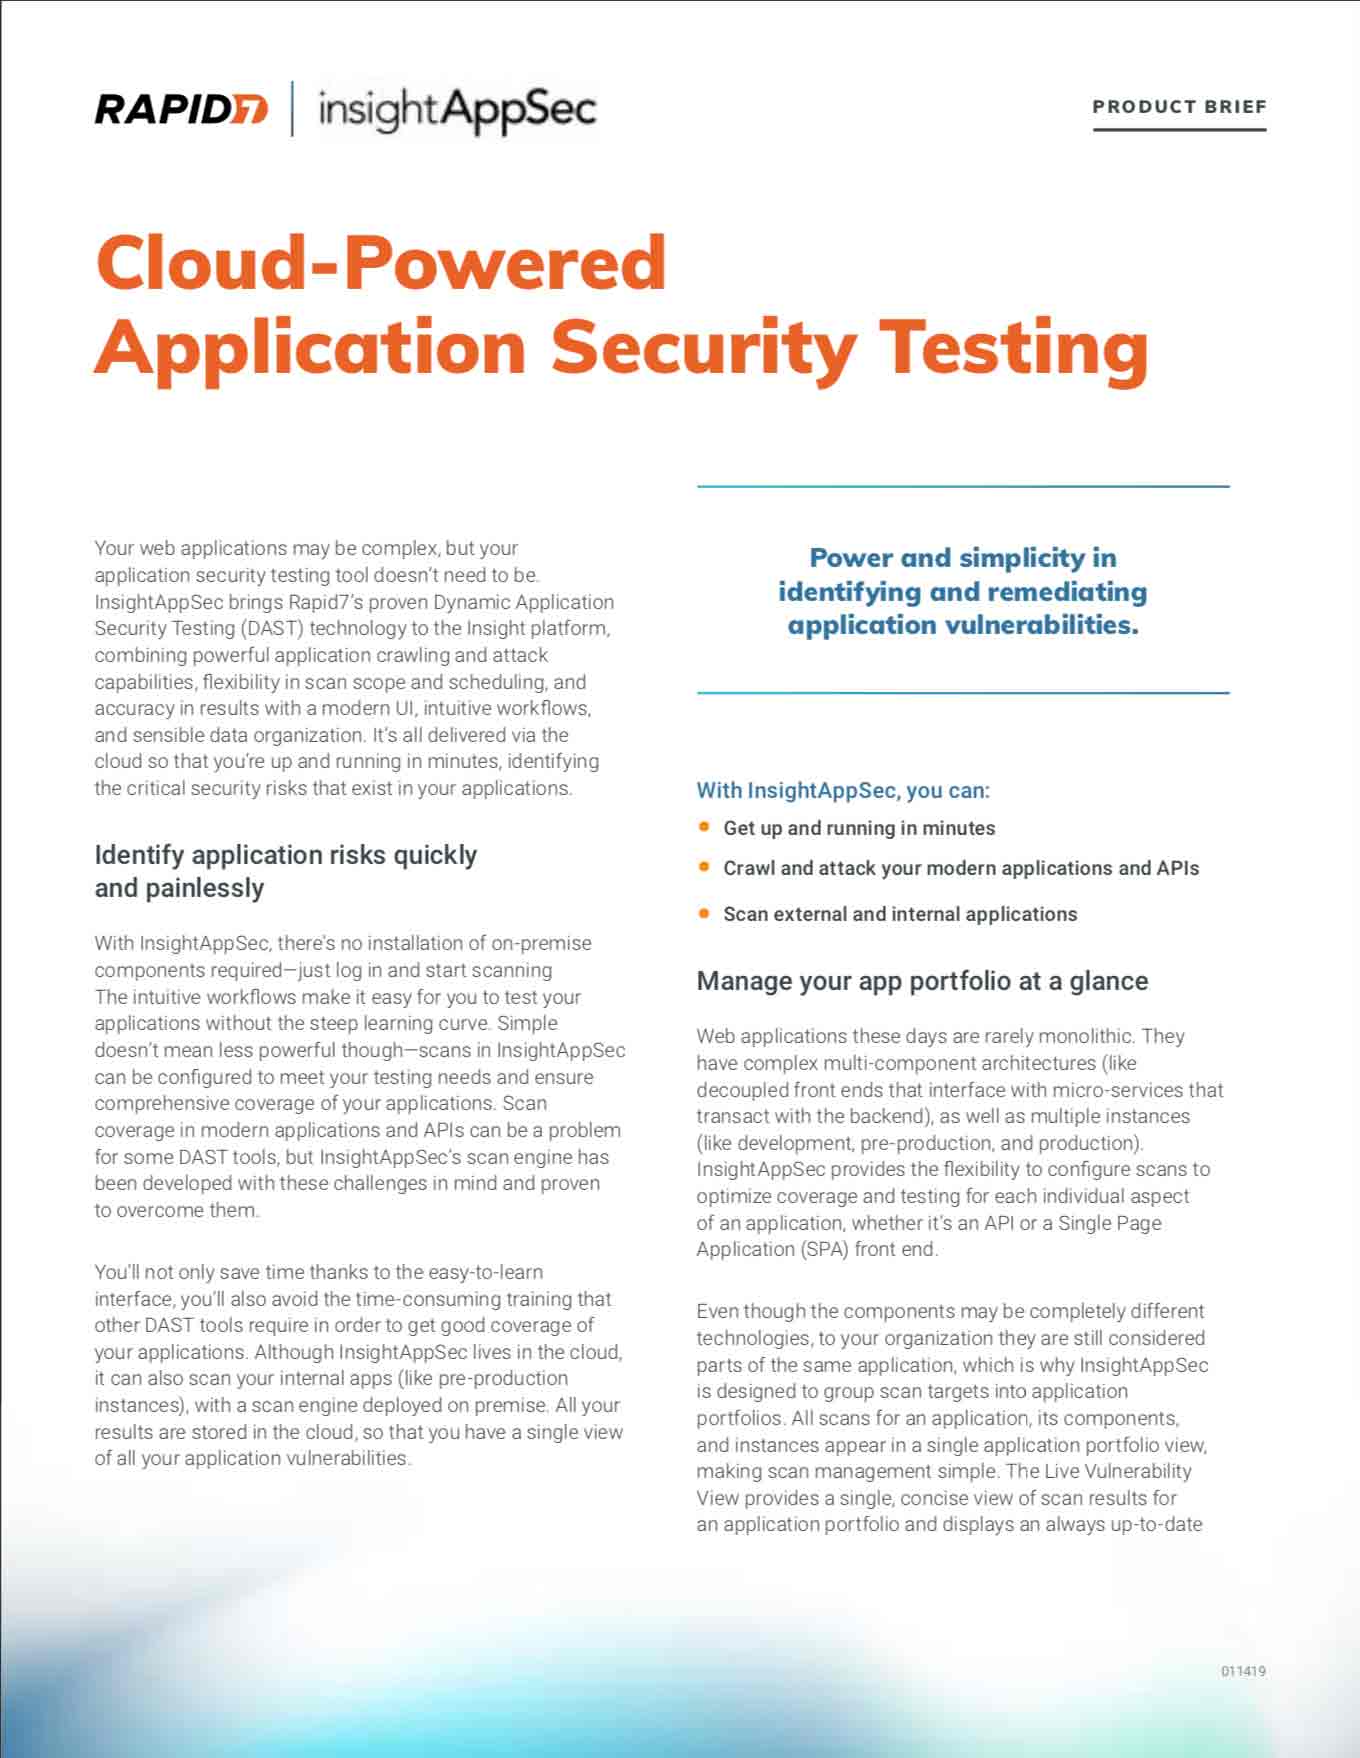 RAPID7 | insightAppSec
PRODUCT BRIEF
Cloud-Powered
Application Security Testing
Your web applications may be complex, but your
application security testing tool doesn't need to be.
InsightAppSec brings Rapid7's proven Dynamic Application
Security Testing (DAST) technology to the Insight platform,
combining powerful application crawling and attack
capabilities, flexibility in scan scope and scheduling, and
accuracy in results with a modern UI, intuitive workflows,
and sensible data organization. It's all delivered via the
cloud so that you're up and running in minutes, identifying
the critical security risks that exist in your applications.
Identify application risks quickly
and painlessly
With InsightAppSec, there's no installation of on-premise
components required—just log in and start scanning
The intuitive workflows make it easy for you to test your
applications without the steep learning curve. Simple
doesn't mean less powerful though—scans in InsightAppSec
can be configured to meet your testing needs and ensure
comprehensive coverage of your applications. Scan
coverage in modern applications and APIs can be a problem
for some DAST tools, but InsightAppSec's scan engine has
been developed with these challenges in mind and proven
to overcome them.
You'll not only save time thanks to the easy-to-learn
interface, you'll also avoid the time-consuming training that
other DAST tools require in order to get good coverage of
your applications. Although InsightAppSec lives in the cloud,
it can also scan your internal apps (like pre-production
instances), with a scan engine deployed on premise. All your
results are stored in the cloud, so that you have a single view
of all your application vulnerabilities.
Power and simplicity in
identifying and remediating
application vulnerabilities.
With InsightAppSec, you can:
• Get up and running in minutes
• Crawl and attack your modern applications and APIs
• Scan external and internal applications
Manage your app portfolio at a glance
Web applications these days are rarely monolithic. They
have complex multi-component architectures (like
decoupled front ends that interface with micro-services that
transact with the backend), as well as multiple instances
(like development, pre-production, and production).
InsightAppSec provides the flexibility to configure scans to
optimize coverage and testing for each individual aspect
of an application, whether it's an API or a Single Page
Application (SPA) front end.
Even though the components may be completely different
technologies, to your organization they are still considered
parts of the same application, which is why InsightAppSec
is designed to group scan targets into application
portfolios. All scans for an application, its components,
and instances appear in a single application portfolio view,
making scan management simple. The Live Vulnerability
View provides a single, concise view of scan results for
an application portfolio and displays an always up-to-date
011419